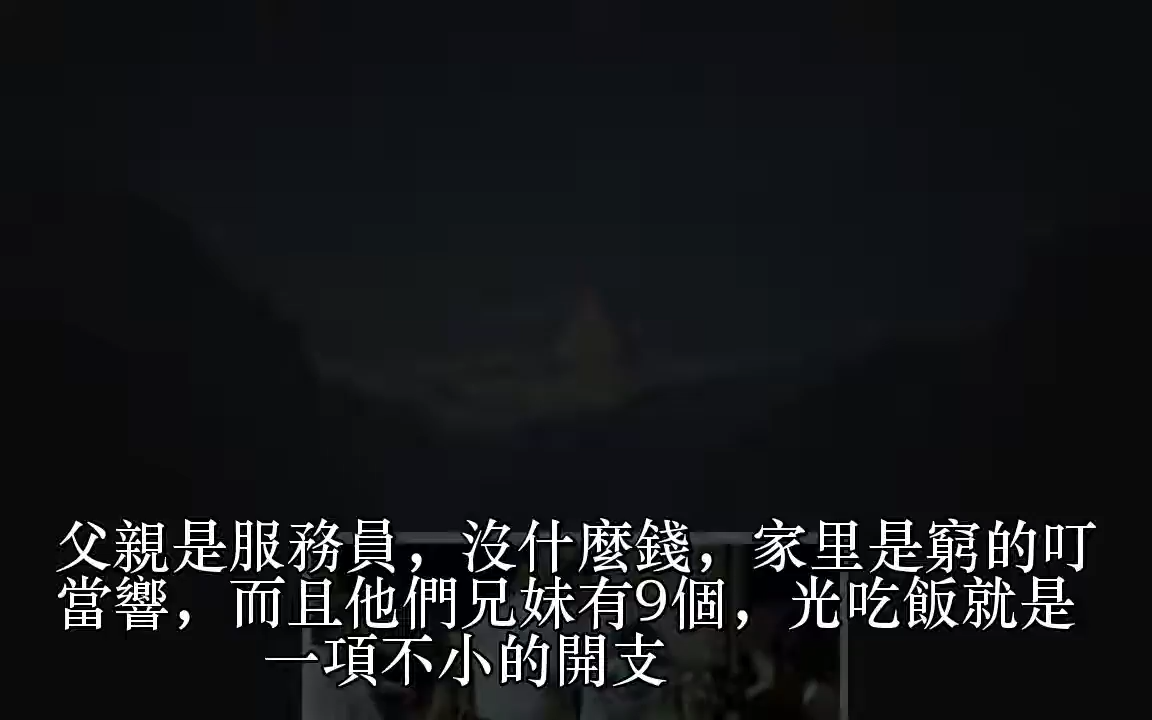 父親是服務員，沒什麼錢，家里是窮的叮
當響，而且他們兄妹有9個，光吃飯就是
一項不小的開支